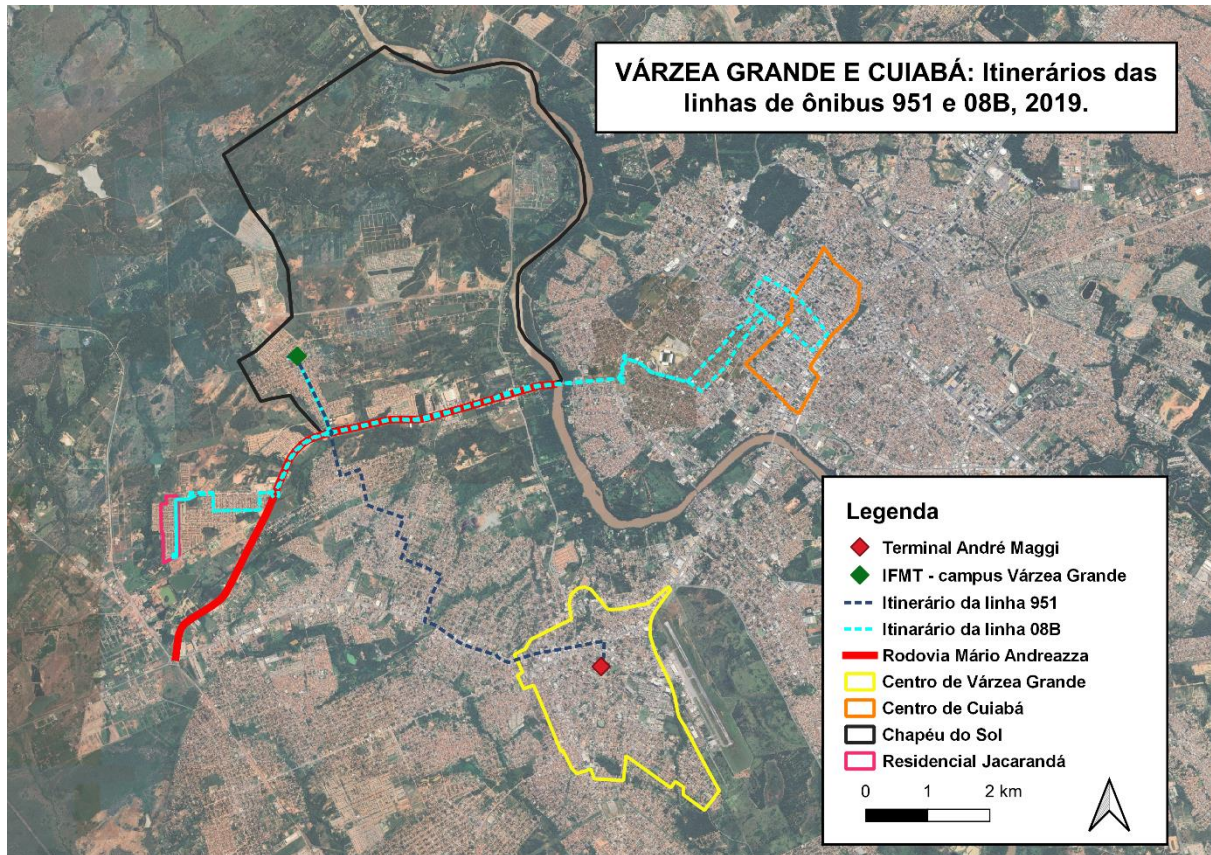 VÁRZEA GRANDE E CUIABÁ: Itinerários das
linhas de ônibus 951 e 08B, 2019.
Legenda
Terminal André Maggi
IFMT - campus Várzea Grande
Itinerário da linha 951
Itinarário da linha 08B
Rodovia Mário Andreazza
Centro de Várzea Grande
Centro de Cuiabá
Chapéu do Sol
Residencial Jacarandá
0 1 2 km